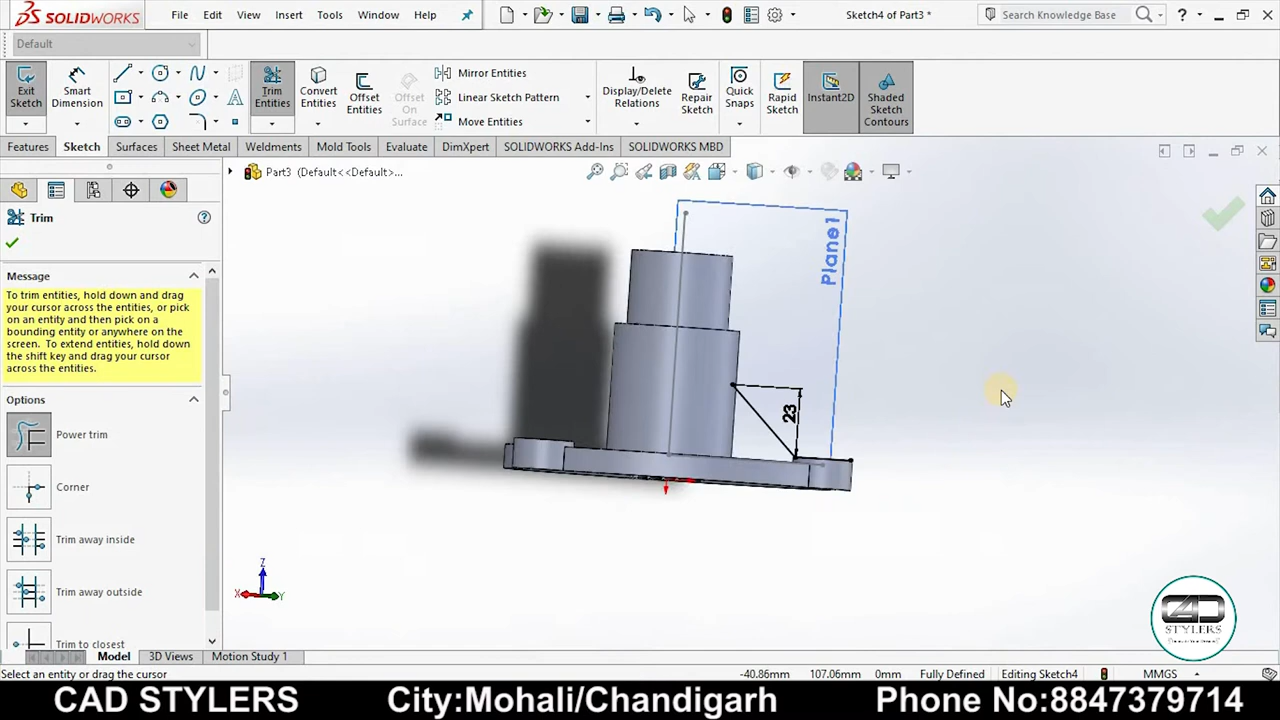 SOLIDWORKS File Edit View Insert Tools Window Help Sketch4 of Part3 * Search Knowledge Base ?
Default
Exit Sketch Smart Dimension Trim Entities Convert Entities Offset Entities Offset On Surface Mirror Entities Linear Sketch Pattern Move Entities Display/Delete Relations Repair Sketch Quick Snaps Rapid Sketch Instant2D Shaded Sketch Contours
Features Sketch Surfaces Sheet Metal Weldments Mold Tools Evaluate DimXpert SOLIDWORKS Add-Ins SOLIDWORKS MBD
Part3 (Default<<Default>...
Trim
Message
To trim entities, hold down and drag
your cursor across the entities, or pick
on an entity and then pick on a
bounding entity or anywhere on the
screen. To extend entities, hold down
the shift key and drag your cursor
across the entities.
Options
Power trim
Corner
Trim away inside
Trim away outside
Trim to closest
Plane1
23
Z
X Y
CAD
STYLERS
Model 3D Views Motion Study 1
Select an entity or drag the cursor -40.86mm 107.06mm 0mm Fully Defined Editing Sketch4 MMGS
CAD STYLERS City:Mohali/Chandigarh Phone No:8847379714